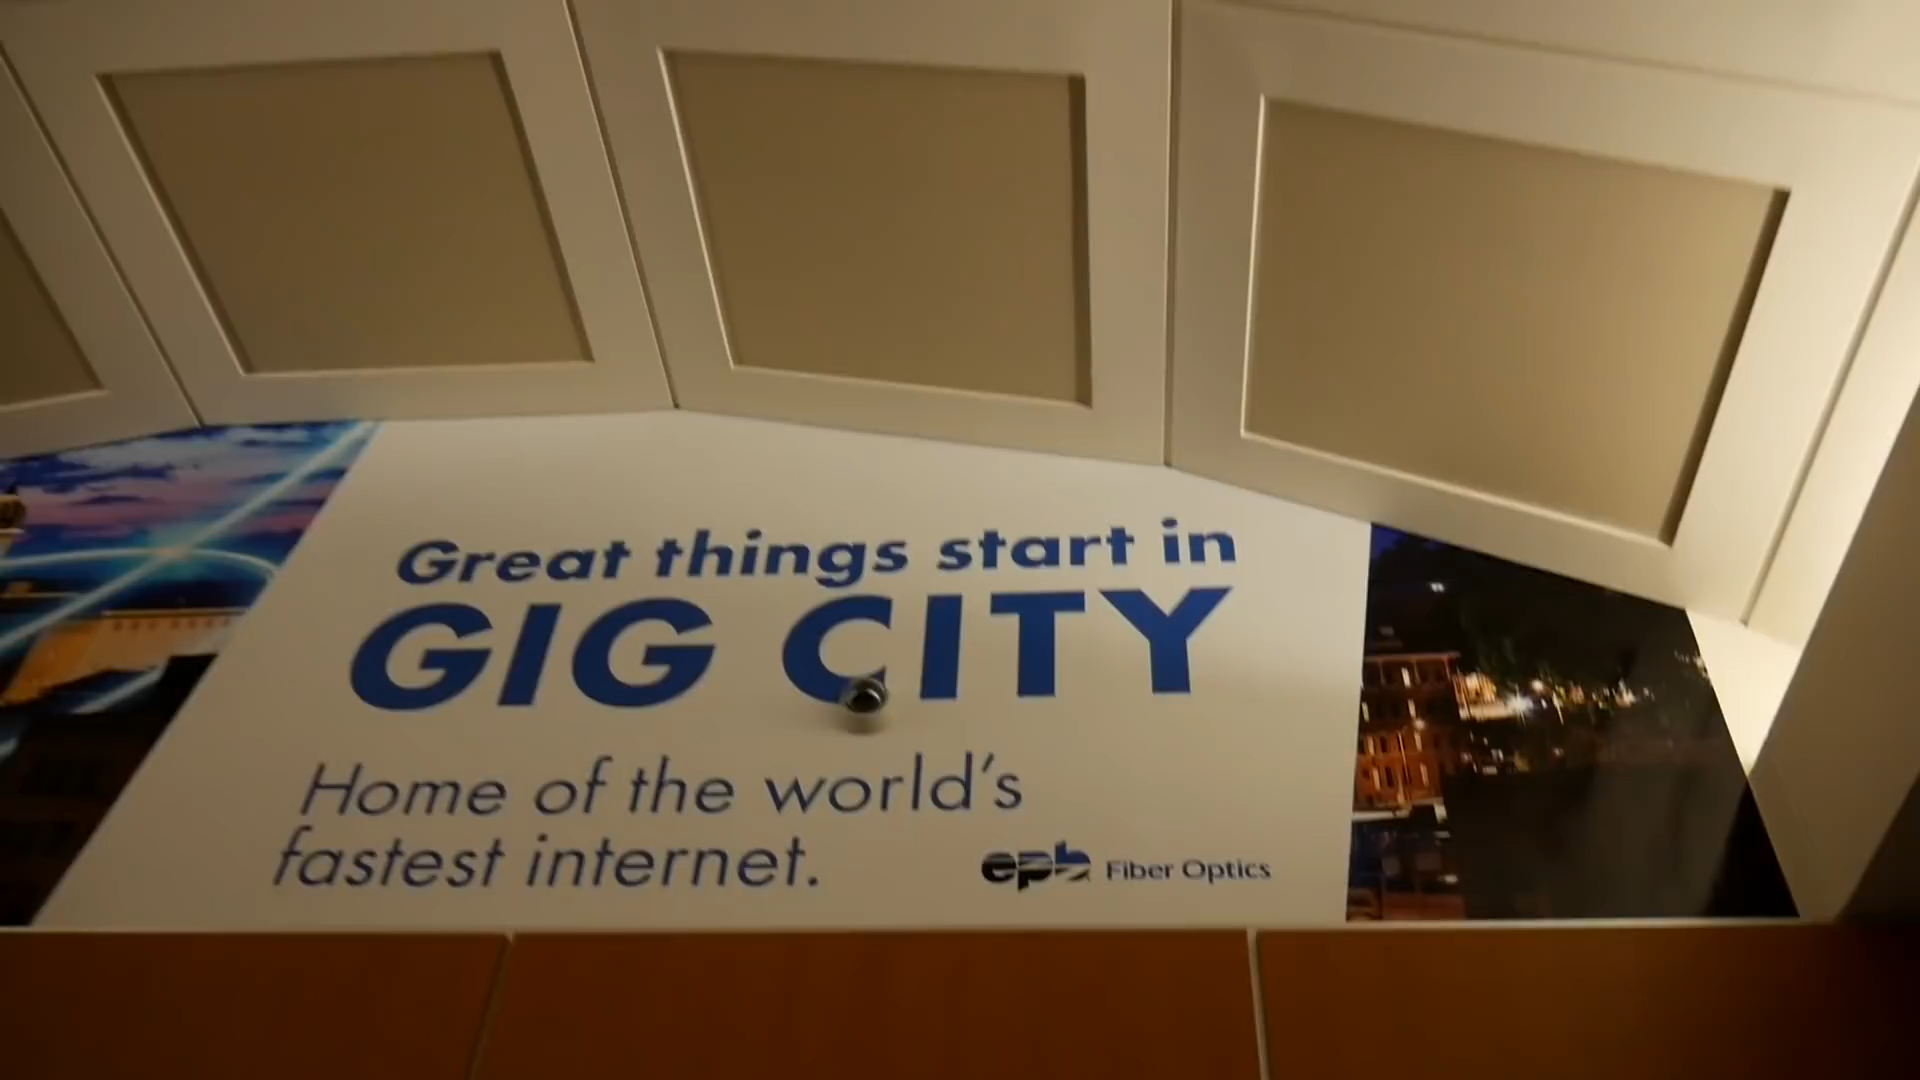 Great things start in
GIG CITY
Home of the world's
fastest internet.
epb Fiber Optics